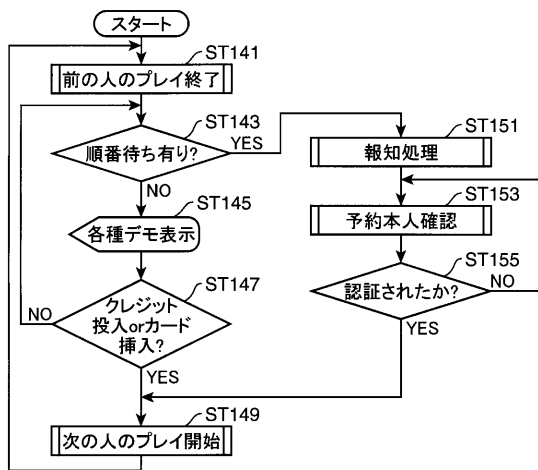 スタート
ST141
前の人のプレイ終了
ST143
順番待ち有り?
YES
NO
ST145
各種デモ表示
ST147
クレジット
投入orカード
挿入?
NO
YES
ST149
次の人のプレイ開始
ST151
報知処理
ST153
予約本人確認
ST155
認証されたか?
NO
YES